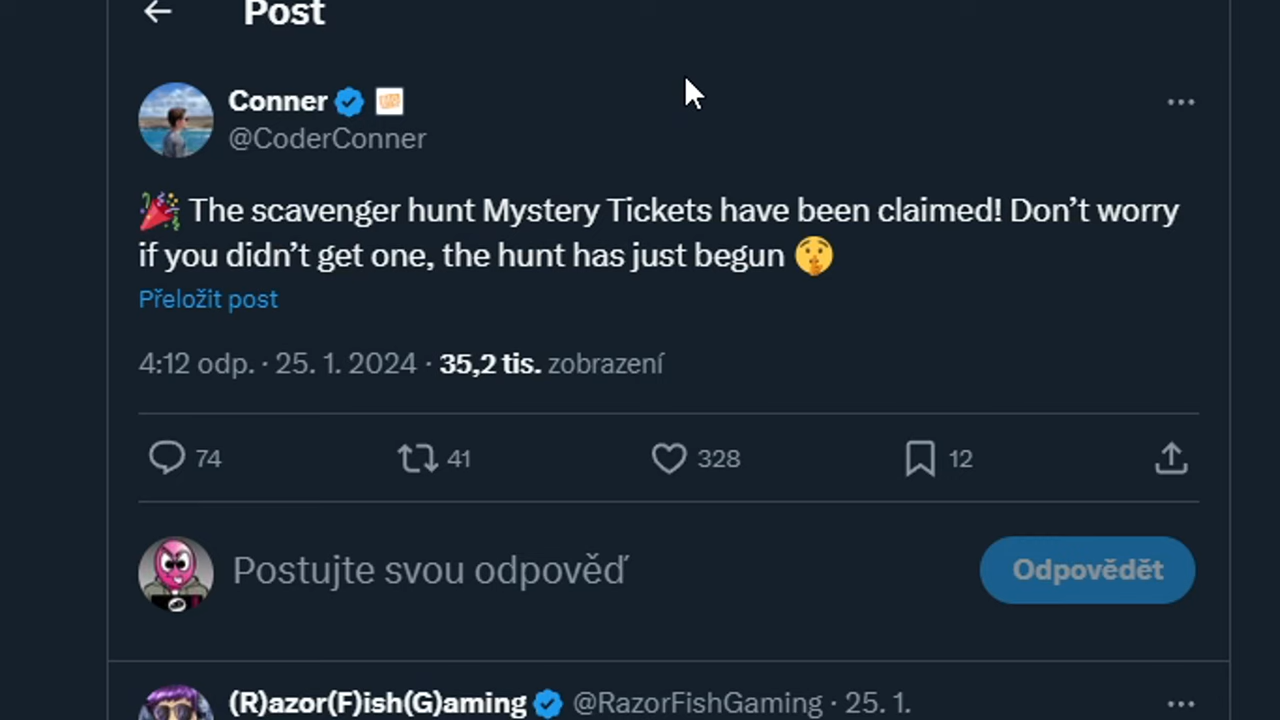 Post
Conner
@CoderConner
🎉 The scavenger hunt Mystery Tickets have been claimed! Don’t worry
if you didn’t get one, the hunt has just begun 🤫
Přeložit post
4:12 odp. · 25. 1. 2024 · 35,2 tis. zobrazení
74 41 328 12
Postujte svou odpověď
Odpovědět
(R)azor(F)ish(G)aming @RazorFishGaming · 25. 1.